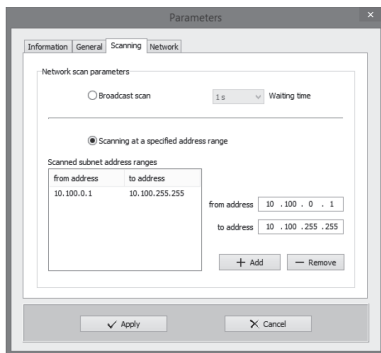 Parameters
Information General Scanning Network
Network scan parameters
Broadcast scan 1 s Waiting time
Scanning at a specified address range
Scanned subnet address ranges
from address to address
10.100.0.1 10.100.255.255
from address 10 . 100 . 0 . 1
to address 10 . 100 . 255 . 255
Add Remove
Apply Cancel